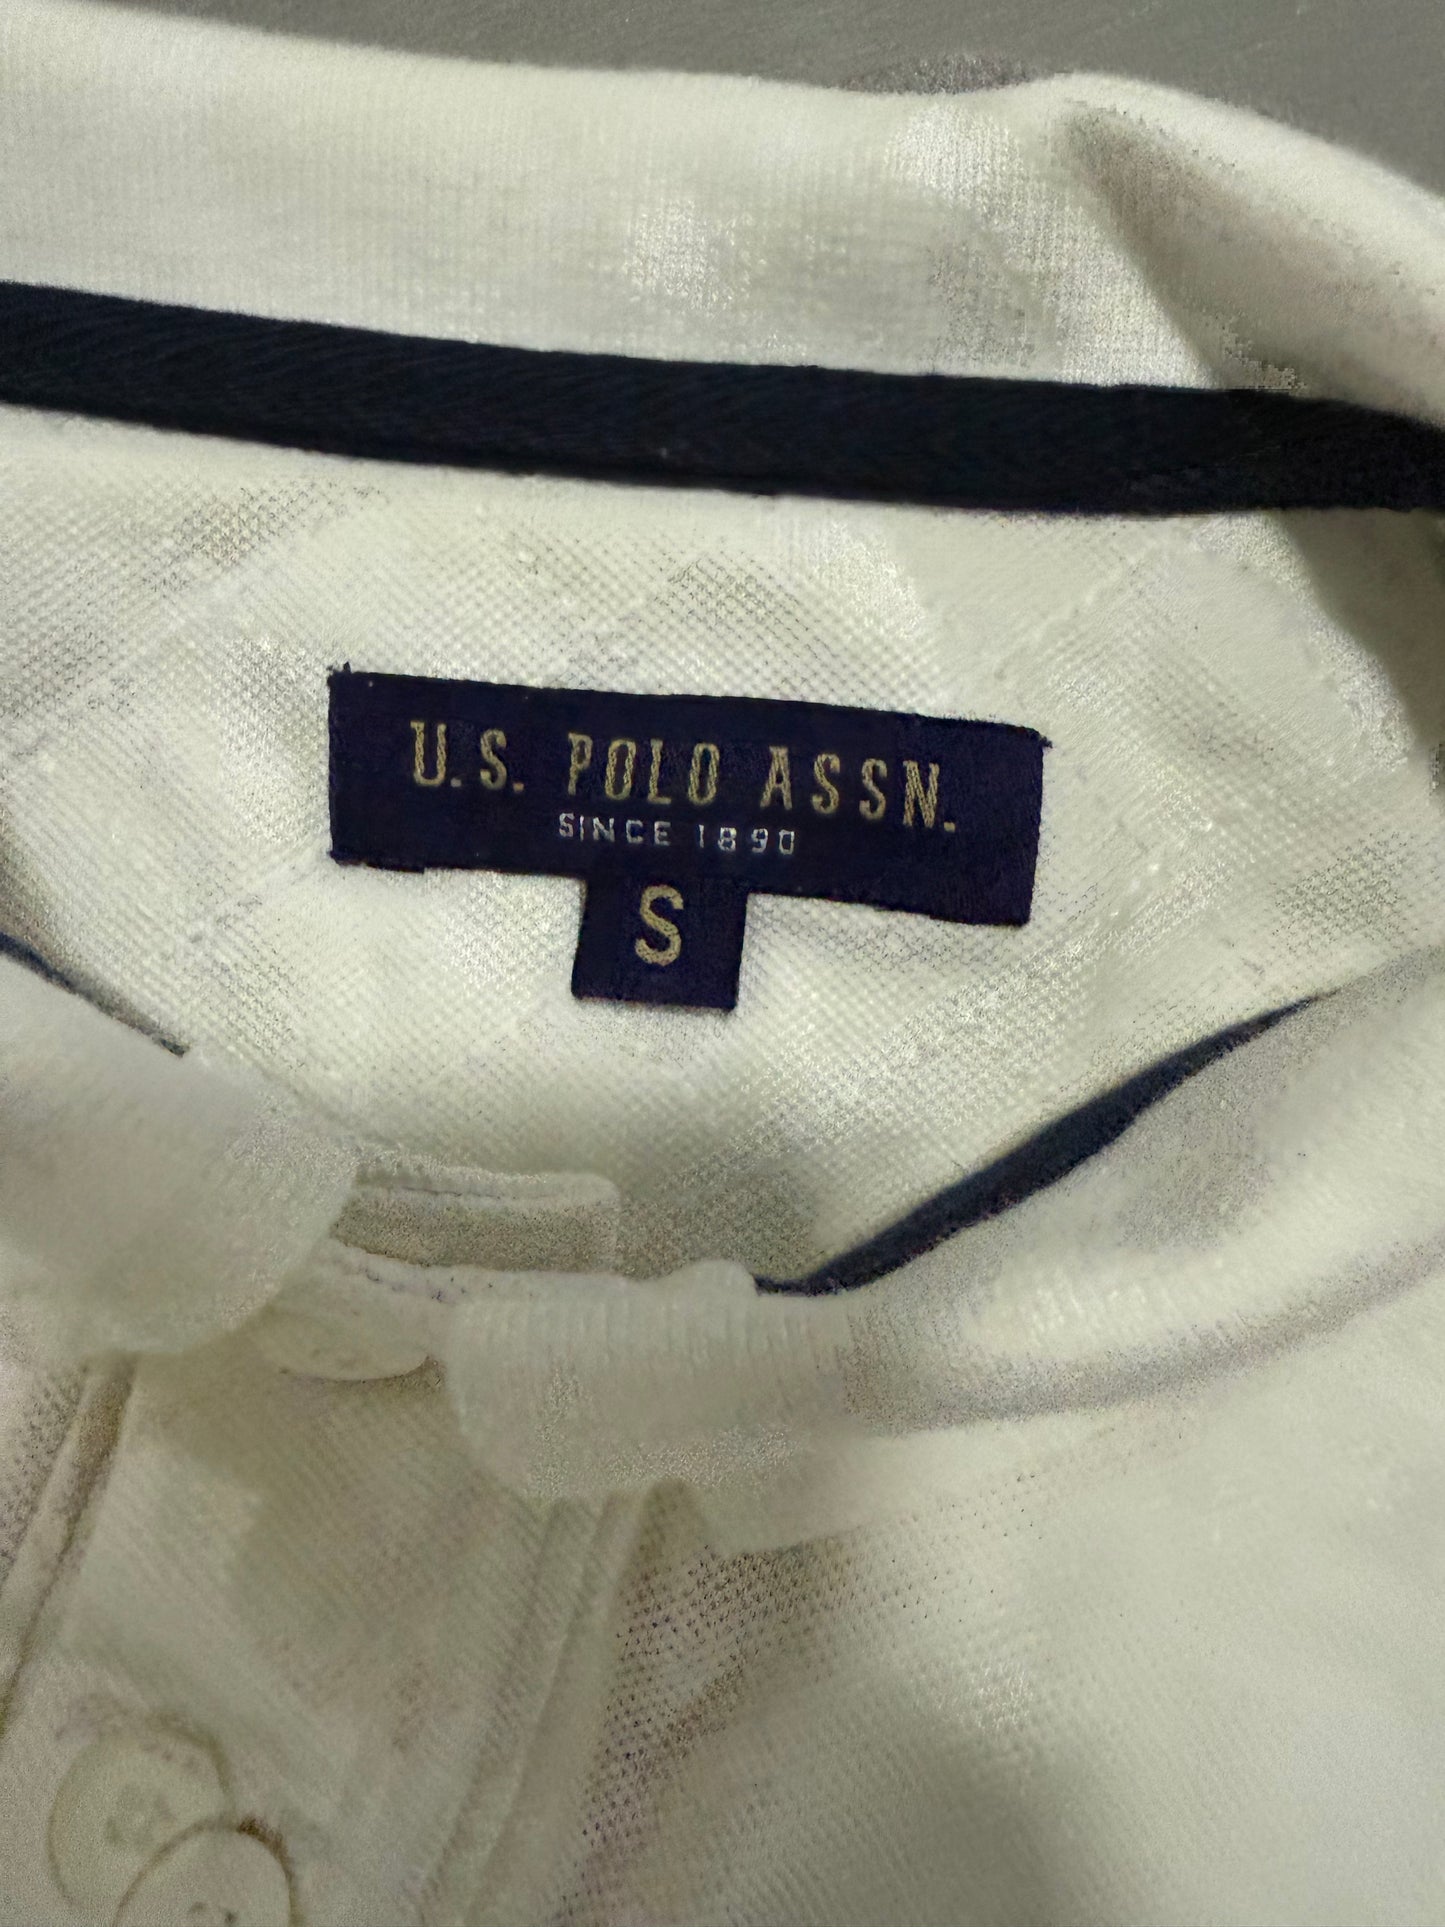 U.S. POLO ASSN.
SINCE 1890
S